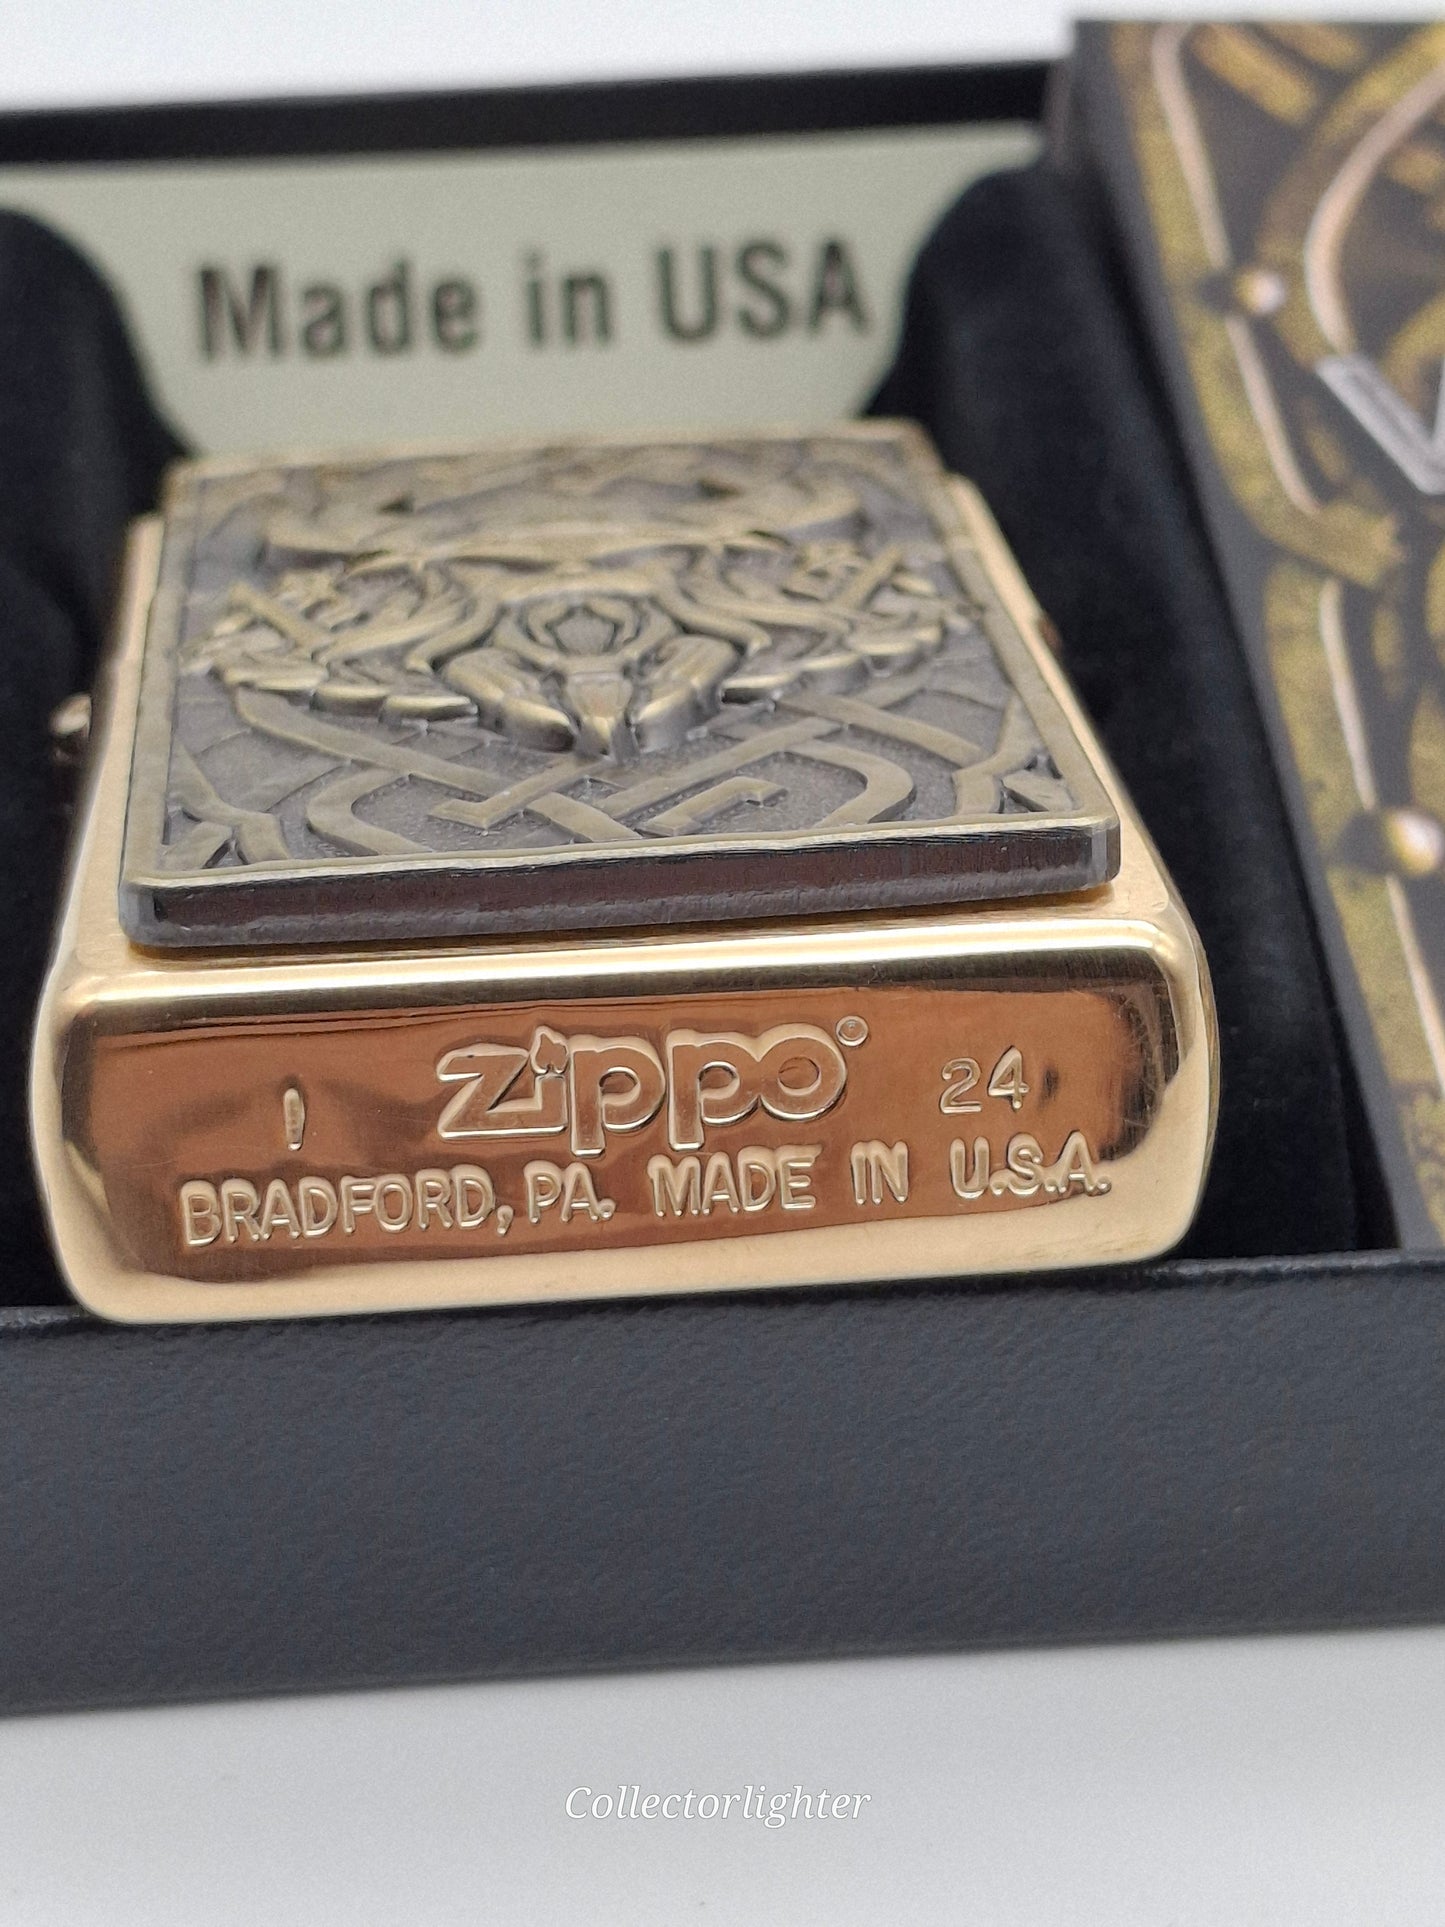 Made in USA
I zippo® 24
BRADFORD, PA. MADE IN U.S.A.
Collectorlighter